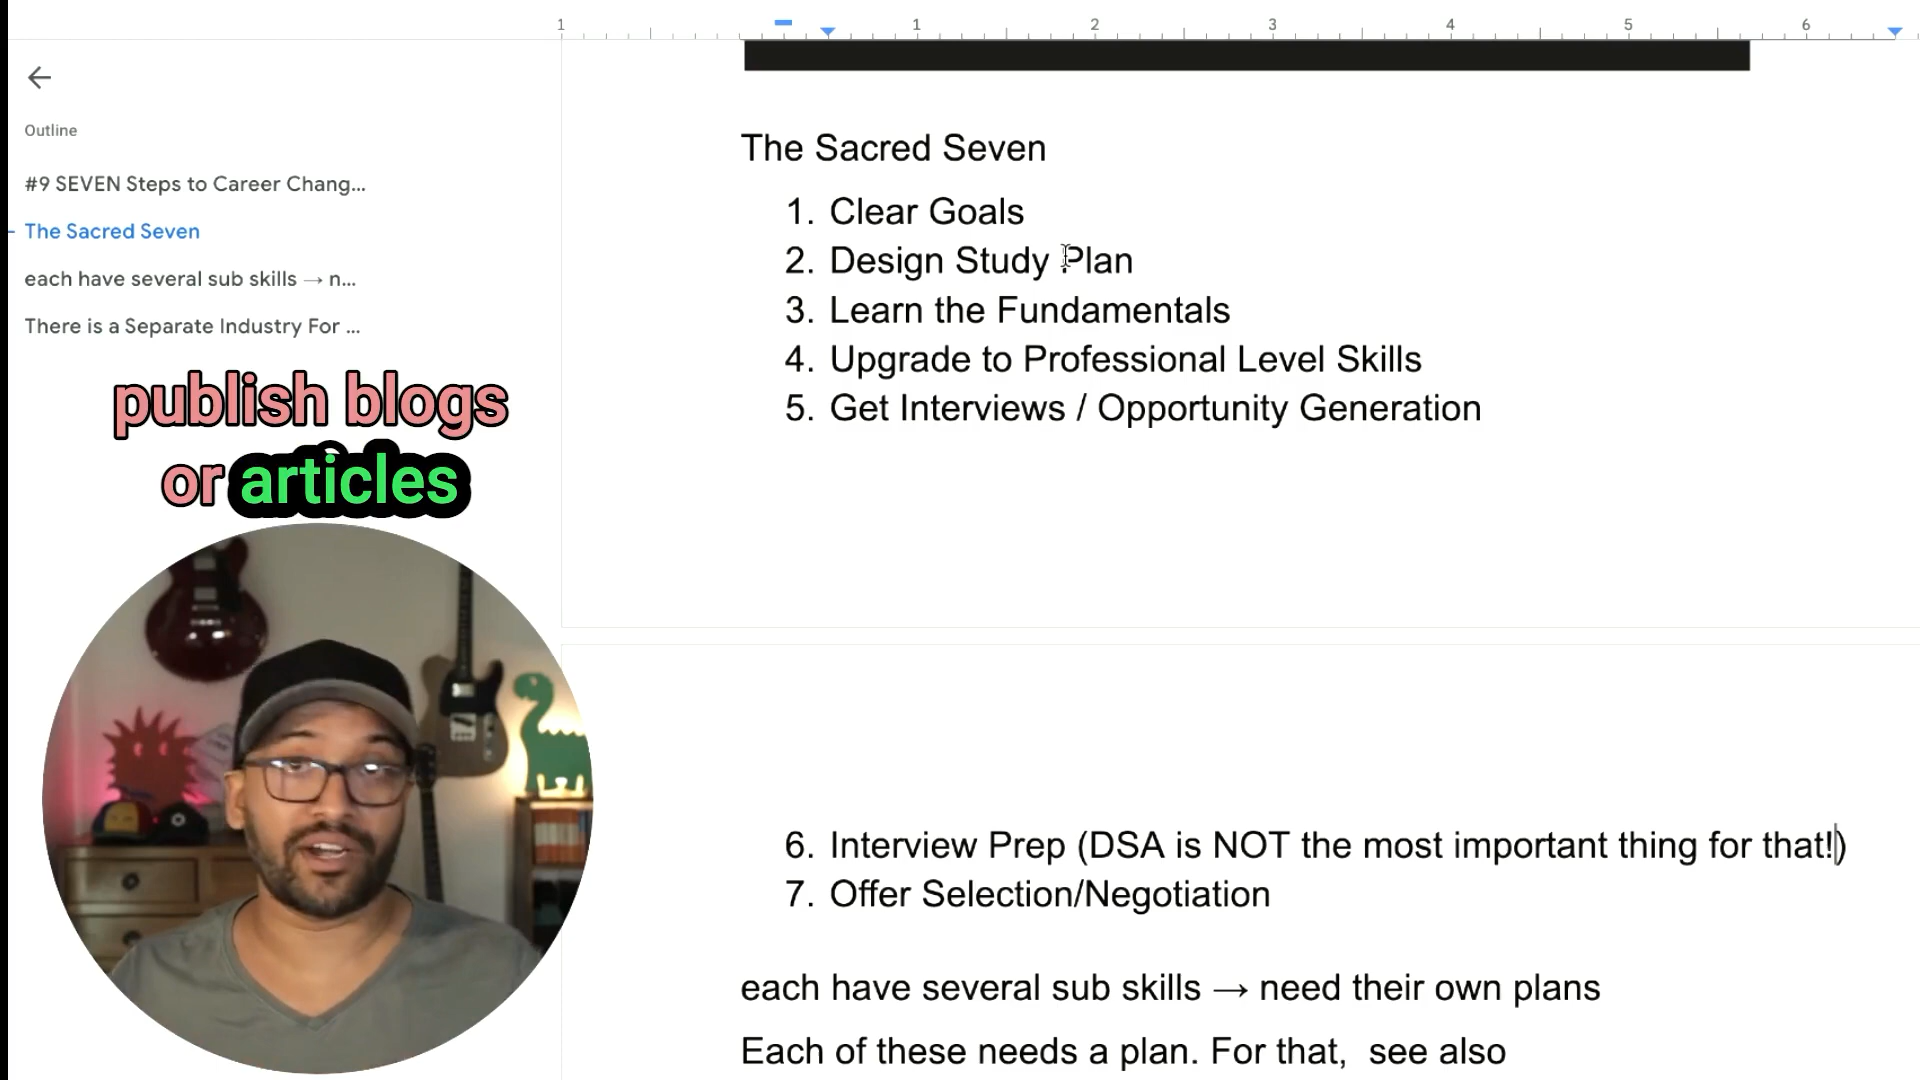 1 1 2 3 4 5 6
Outline
#9 SEVEN Steps to Career Chang...
The Sacred Seven
each have several sub skills → n...
There is a Separate Industry For ...
publish blogs
or articles
The Sacred Seven
1. Clear Goals
2. Design Study Plan
3. Learn the Fundamentals
4. Upgrade to Professional Level Skills
5. Get Interviews / Opportunity Generation
6. Interview Prep (DSA is NOT the most important thing for that!)
7. Offer Selection/Negotiation
each have several sub skills → need their own plans
Each of these needs a plan. For that,  see also